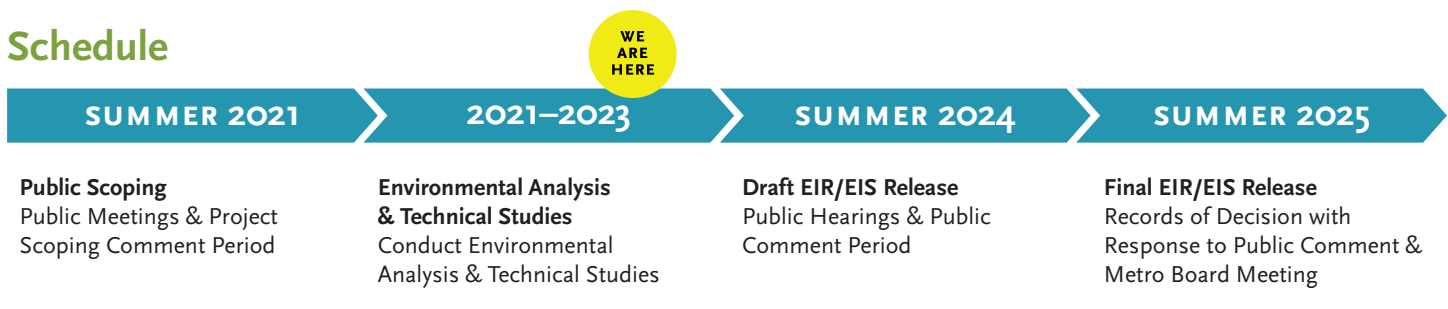 Schedule
WE
ARE
HERE
SUMMER 2021
2021–2023
SUMMER 2024
SUMMER 2025
Public Scoping
Public Meetings & Project
Scoping Comment Period
Environmental Analysis
& Technical Studies
Conduct Environmental
Analysis & Technical Studies
Draft EIR/EIS Release
Public Hearings & Public
Comment Period
Final EIR/EIS Release
Records of Decision with
Response to Public Comment &
Metro Board Meeting